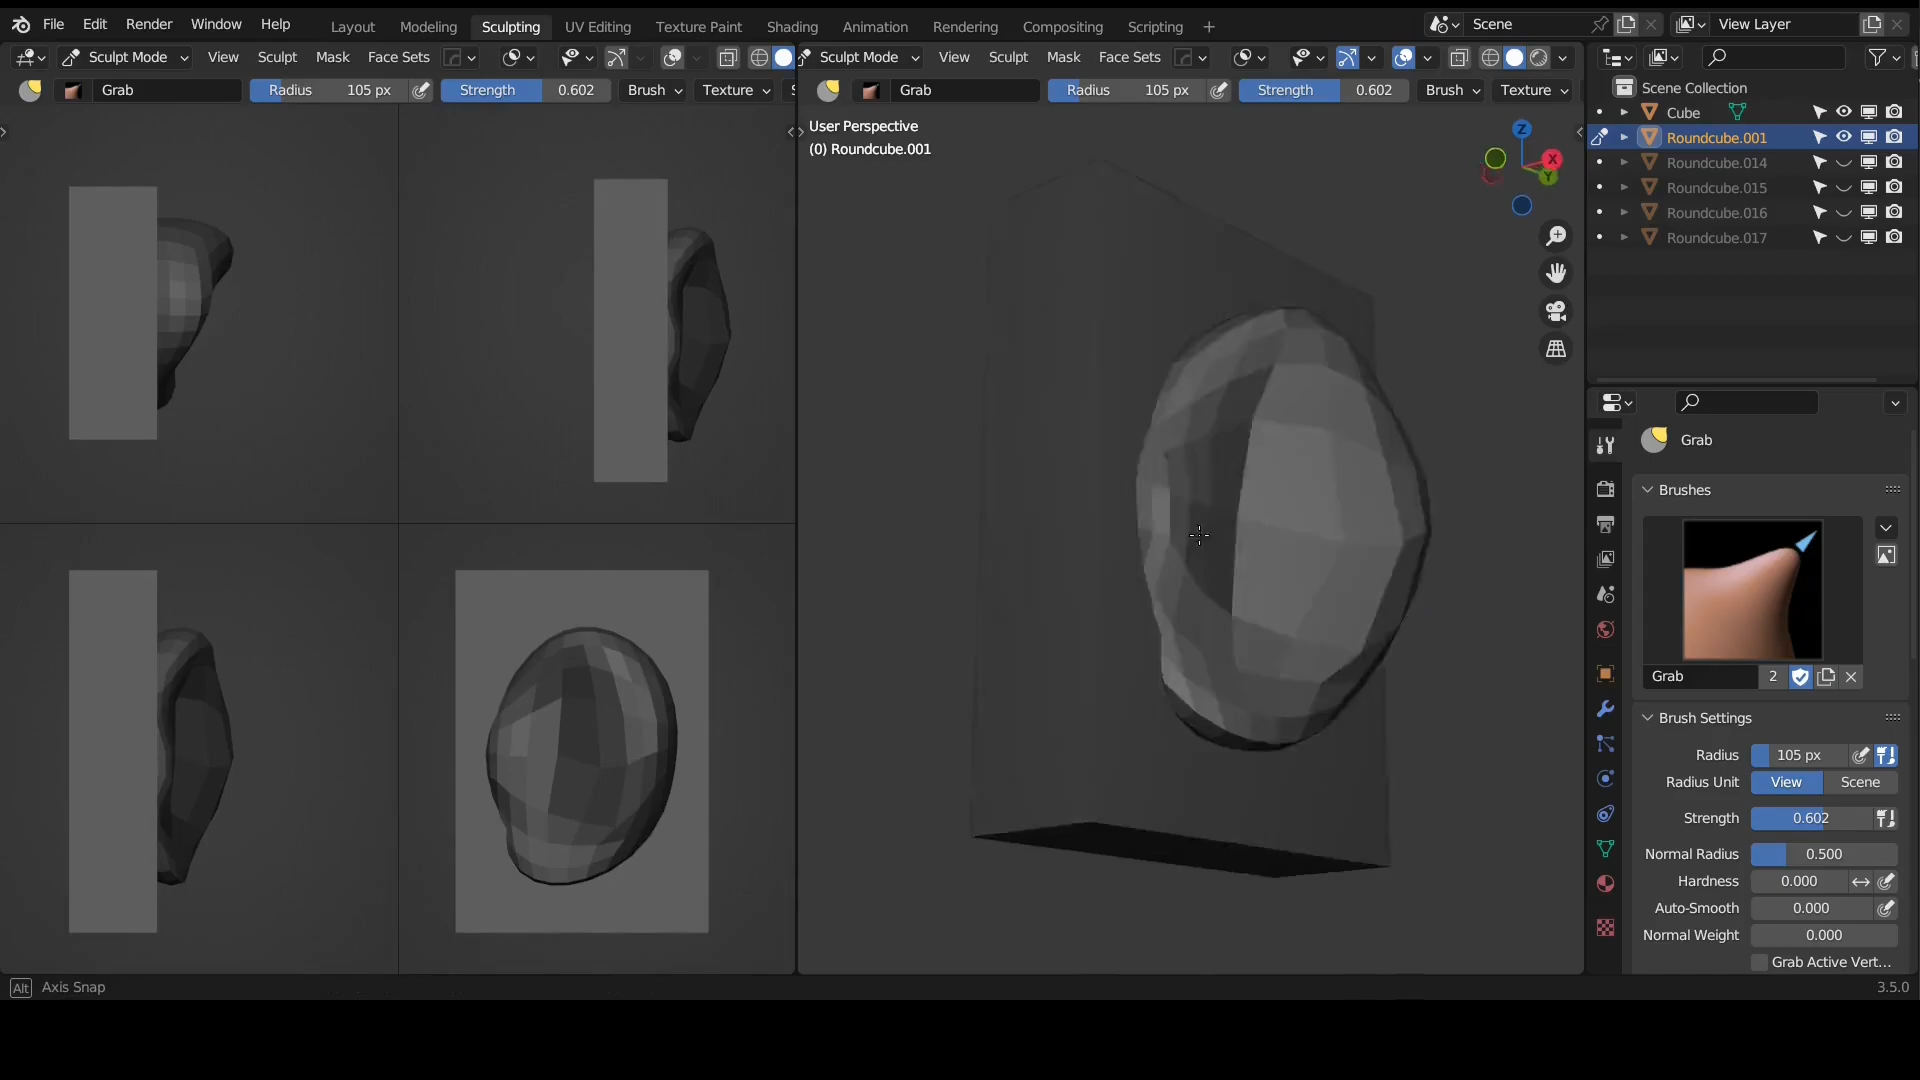 File Edit Render Window Help Layout Modeling Sculpting UV Editing Texture Paint Shading Animation Rendering Compositing Scripting + Scene View Layer
Sculpt Mode View Sculpt Mask Face Sets Sculpt Mode View Sculpt Mask Face Sets
Grab Radius 105 px Strength 0.602 Brush Texture S Grab Radius 105 px Strength 0.602 Brush Texture
User Perspective
(0) Roundcube.001
Z
X
Y
Scene Collection
Cube
Roundcube.001
Roundcube.014
Roundcube.015
Roundcube.016
Roundcube.017
Grab
Brushes
Grab 2
Brush Settings
Radius 105 px
Radius Unit View Scene
Strength 0.602
Normal Radius 0.500
Hardness 0.000
Auto-Smooth 0.000
Normal Weight 0.000
Grab Active Vert...
Alt Axis Snap 3.5.0